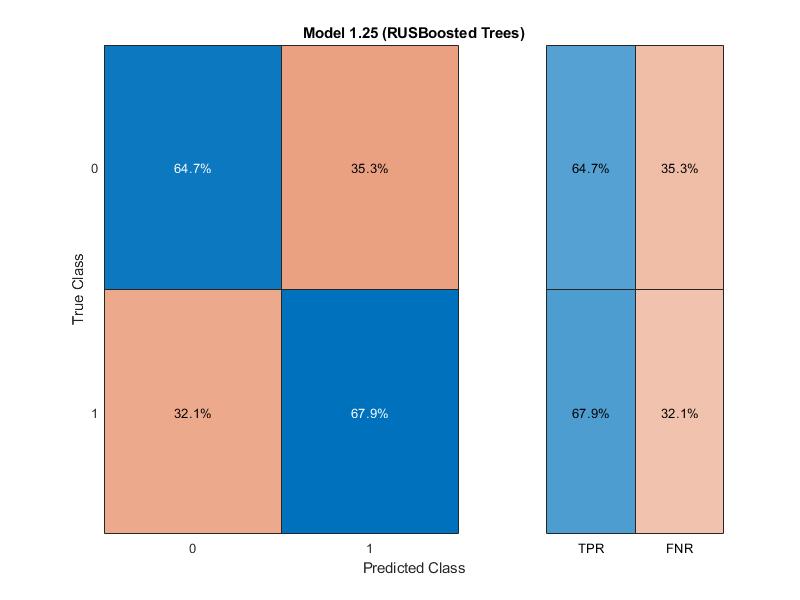 Model 1.25 (RUSBoosted Trees)
0 64.7% 35.3% 64.7% 35.3%
True Class
1 32.1% 67.9% 67.9% 32.1%
0 1 TPR FNR
Predicted Class